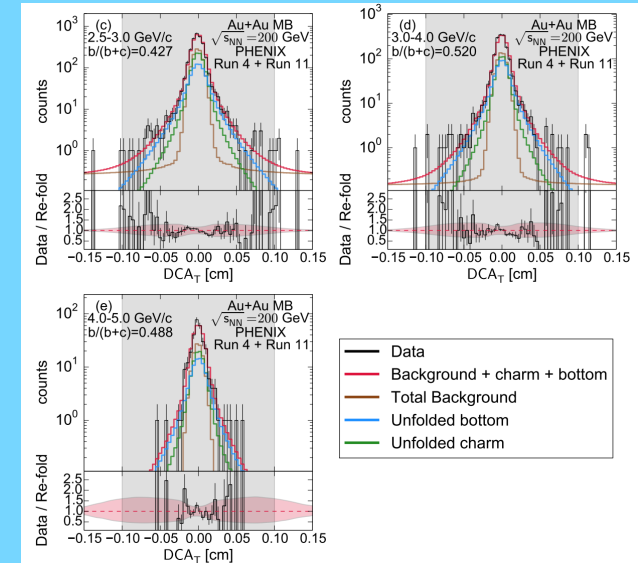 (c) Au+Au MB
2.5-3.0 GeV/c √sNN = 200 GeV
b/(b+c)=0.427 PHENIX
Run 4 + Run 11
10³
10²
10¹
10⁰
counts
2.5
2.0
1.5
1.0
0.5
Data / Re-fold
−0.15 −0.10 −0.05 0.00 0.05 0.10 0.15
DCAT [cm]
(d) Au+Au MB
3.0-4.0 GeV/c √sNN = 200 GeV
b/(b+c)=0.520 PHENIX
Run 4 + Run 11
10³
10²
10¹
10⁰
counts
2.5
2.0
1.5
1.0
0.5
Data / Re-fold
−0.15 −0.10 −0.05 0.00 0.05 0.10 0.15
DCAT [cm]
(e) Au+Au MB
4.0-5.0 GeV/c √sNN = 200 GeV
b/(b+c)=0.488 PHENIX
Run 4 + Run 11
10²
10¹
10⁰
counts
2.5
2.0
1.5
1.0
0.5
Data / Re-fold
−0.15 −0.10 −0.05 0.00 0.05 0.10 0.15
DCAT [cm]
Data
Background + charm + bottom
Total Background
Unfolded bottom
Unfolded charm